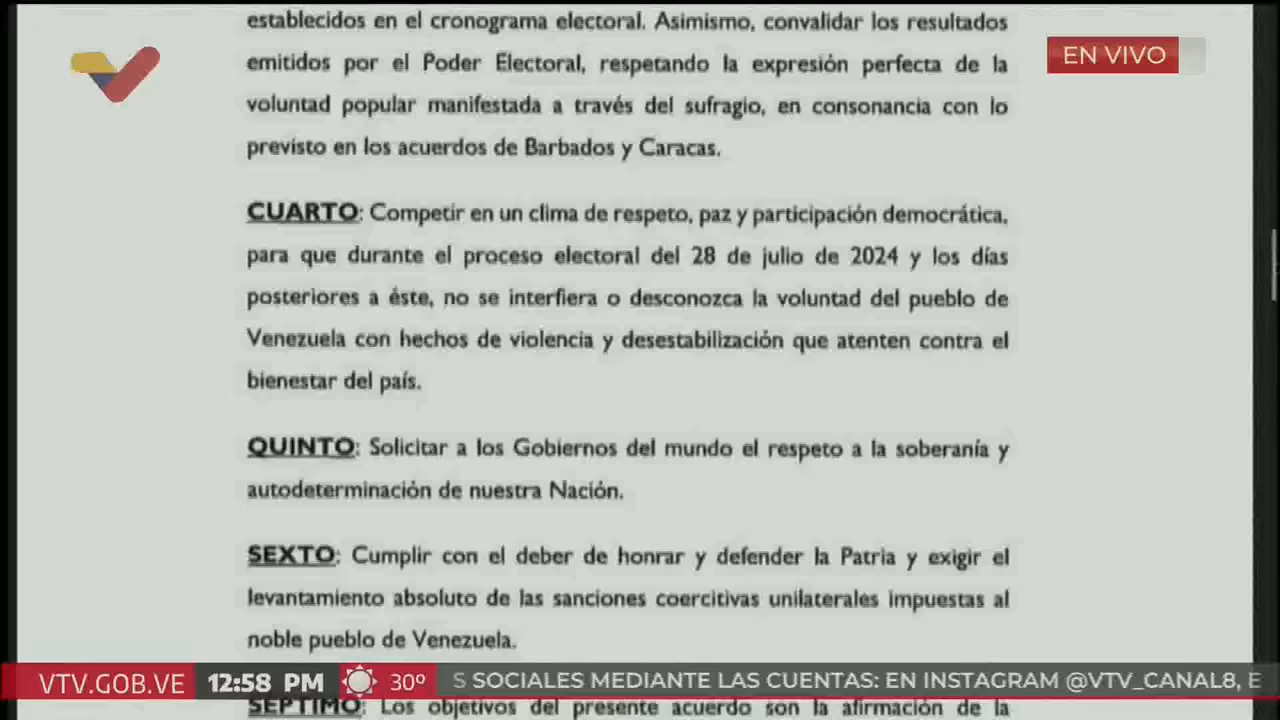 establecidos en el cronograma electoral. Asimismo, convalidar los resultados
EN VIVO
emitidos por el Poder Electoral, respetando la expresión perfecta de la
voluntad popular manifestada a través del sufragio, en consonancia con lo
previsto en los acuerdos de Barbados y Caracas.
CUARTO: Competir en un clima de respeto, paz y participación democrática,
para que durante el proceso electoral del 28 de julio de 2024 y los días
posteriores a éste, no se interfiera o desconozca la voluntad del pueblo de
Venezuela con hechos de violencia y desestabilización que atenten contra el
bienestar del país.
QUINTO: Solicitar a los Gobiernos del mundo el respeto a la soberanía y
autodeterminación de nuestra Nación.
SEXTO: Cumplir con el deber de honrar y defender la Patria y exigir el
levantamiento absoluto de las sanciones coercitivas unilaterales impuestas al
noble pueblo de Venezuela.
VTV.GOB.VE 12:58 PM 30º S SOCIALES MEDIANTE LAS CUENTAS: EN INSTAGRAM @VTV_CANAL8, E
SÉPTIMO: Los objetivos del presente acuerdo son la afirmación de la